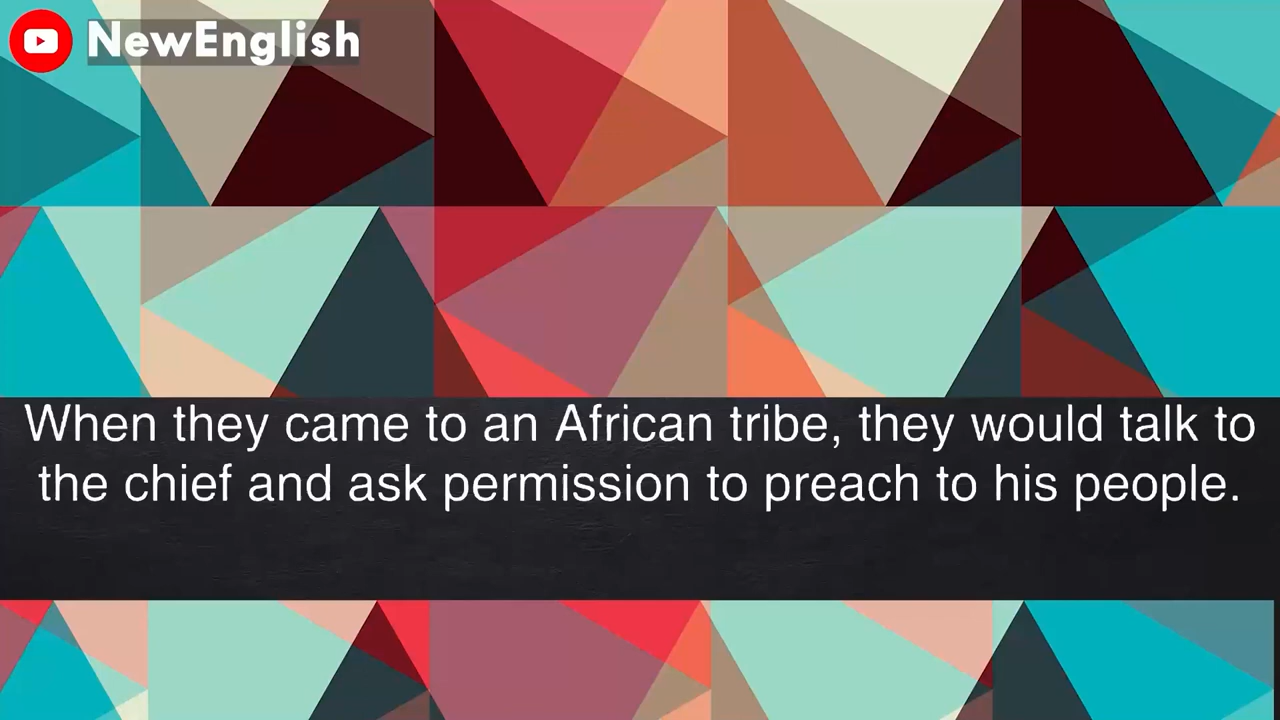 NewEnglish
When they came to an African tribe, they would talk to
the chief and ask permission to preach to his people.